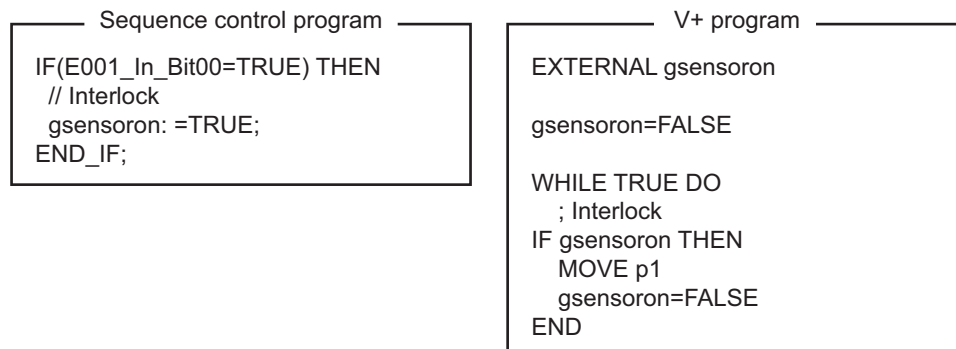 Sequence control program
IF(E001_In_Bit00=TRUE) THEN
// Interlock
gsensoron: =TRUE;
END_IF;
V+ program
EXTERNAL gsensoron
gsensoron=FALSE
WHILE TRUE DO
; Interlock
IF gsensoron THEN
MOVE p1
gsensoron=FALSE
END